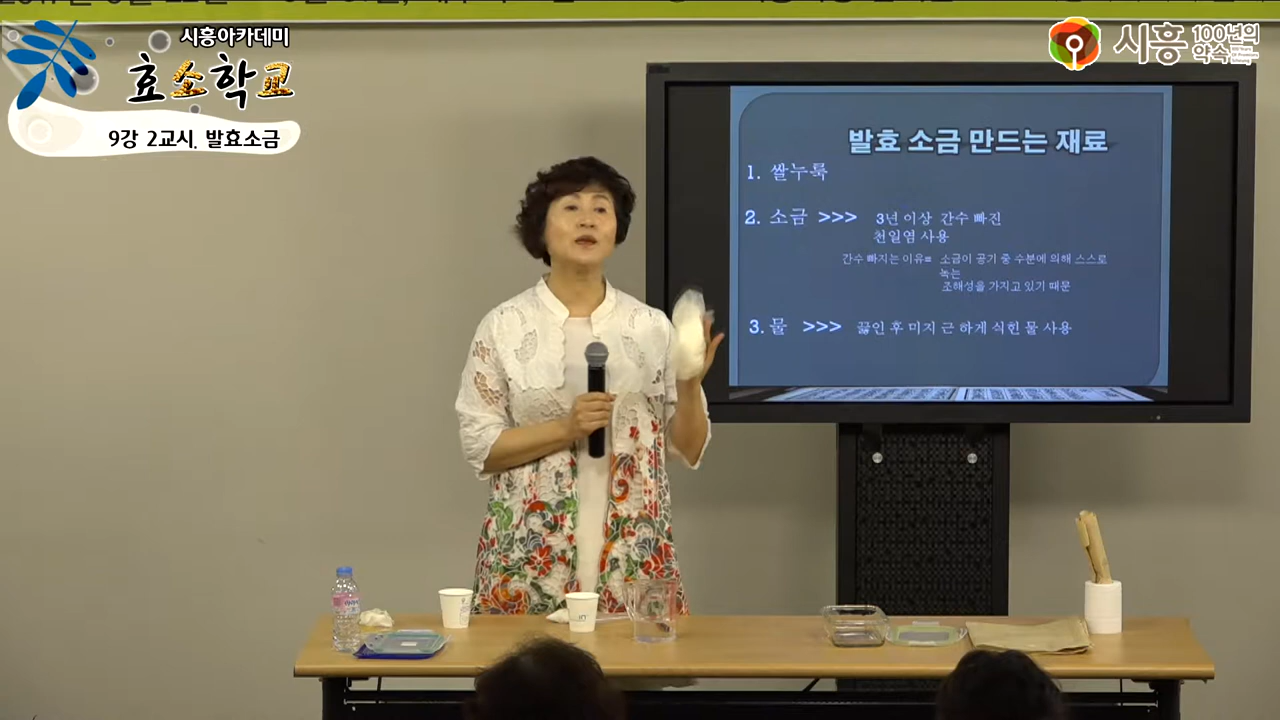 시흥아카데미
효소학교
9강 2교시. 발효소금
시흥 100년의
약속
발효 소금 만드는 재료
1. 쌀누룩
2. 소금 >>> 3년 이상 간수 빠진
천일염 사용
간수 빠지는 이유= 소금이 공기 중 수분에 의해 스스로
녹는
조해성을 가지고 있기 때문
3. 물 >>> 끓인 후 미지 근 하게 식힌 물 사용